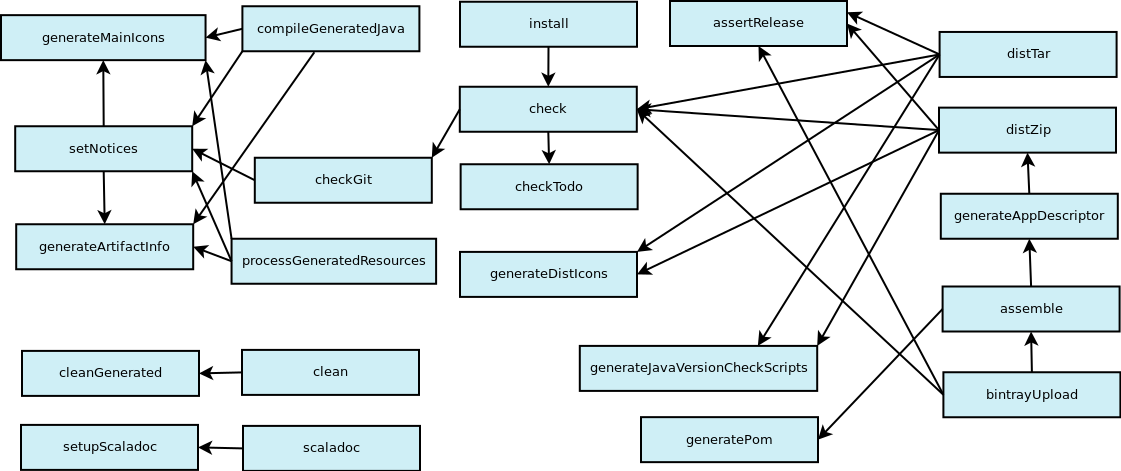 generateMainIcons
compileGeneratedJava
install
assertRelease
distTar
check
distZip
setNotices
checkGit
checkTodo
generateAppDescriptor
generateArtifactInfo
processGeneratedResources
generateDistIcons
assemble
cleanGenerated
clean
generateJavaVersionCheckScripts
bintrayUpload
setupScaladoc
scaladoc
generatePom